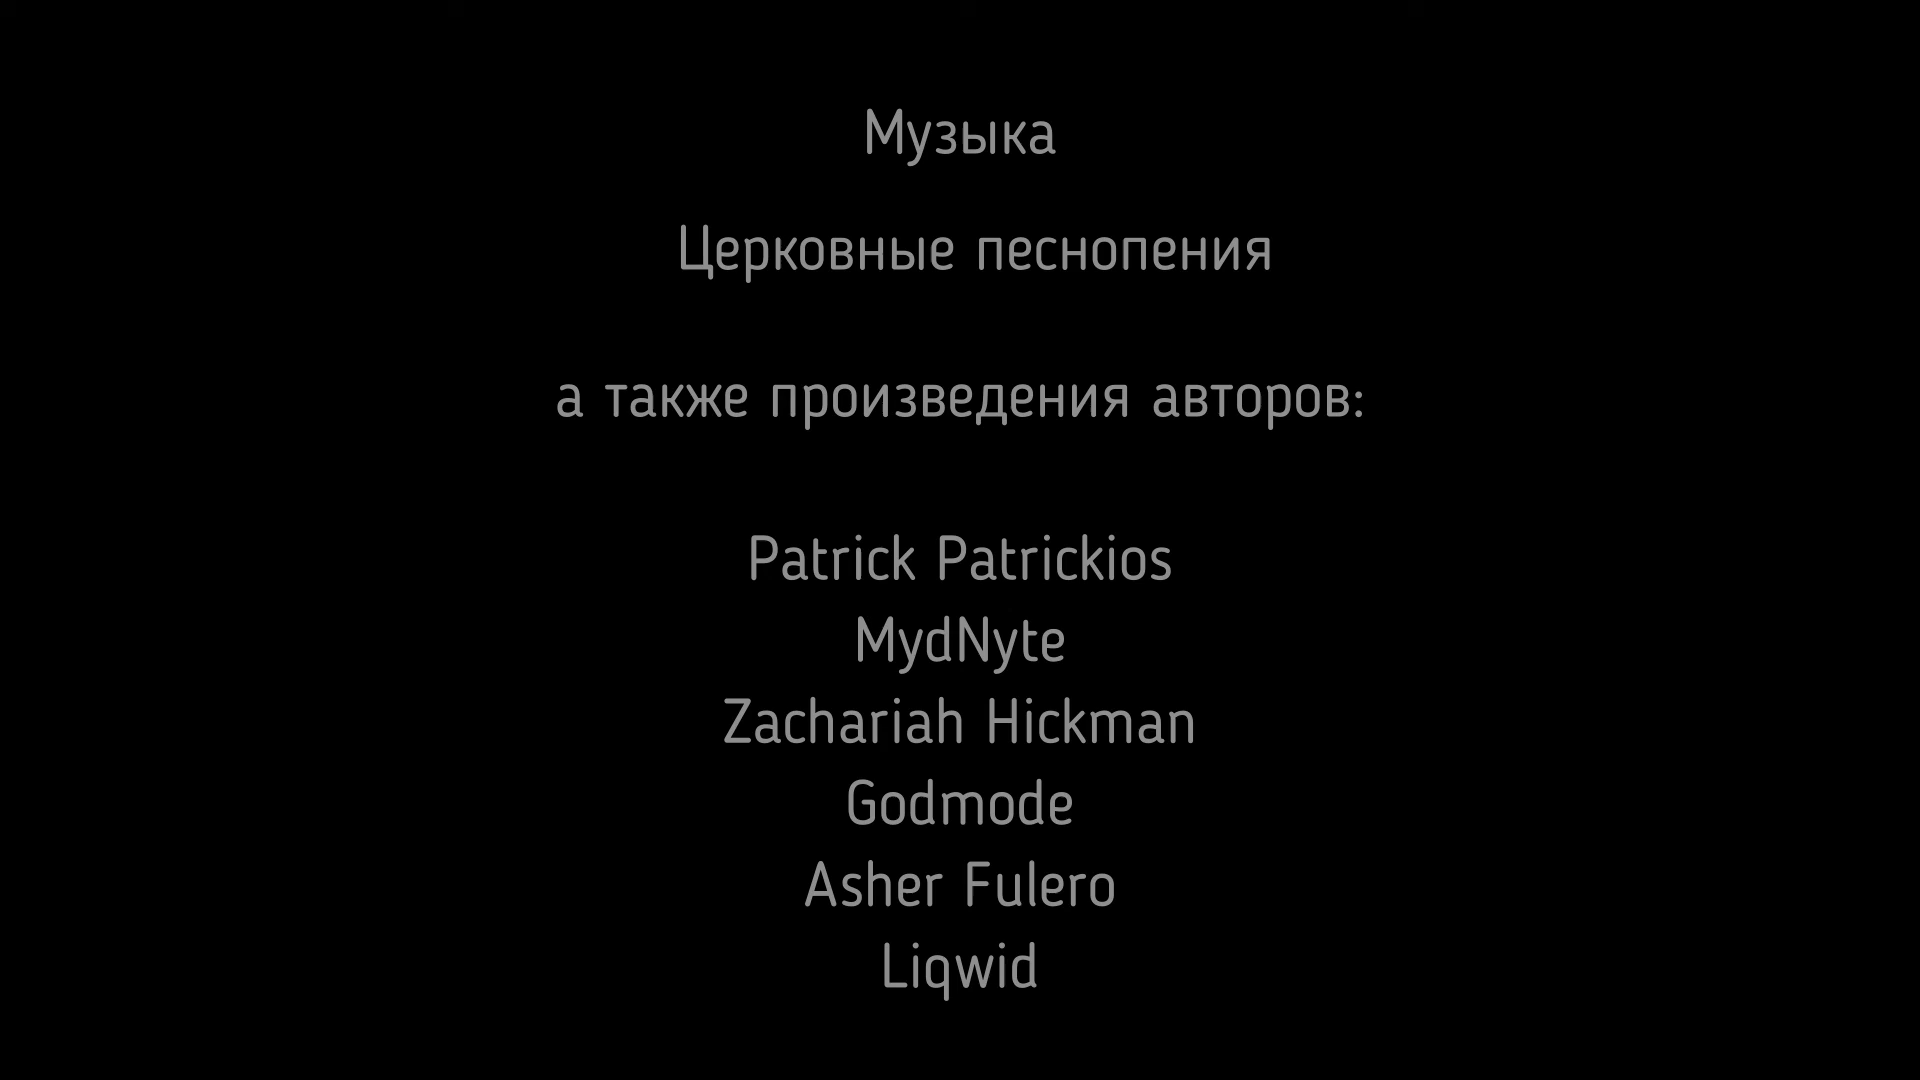 Музыка
Церковные песнопения
а также произведения авторов:
Patrick Patrickios
MydNyte
Zachariah Hickman
Godmode
Asher Fulero
Liqwid